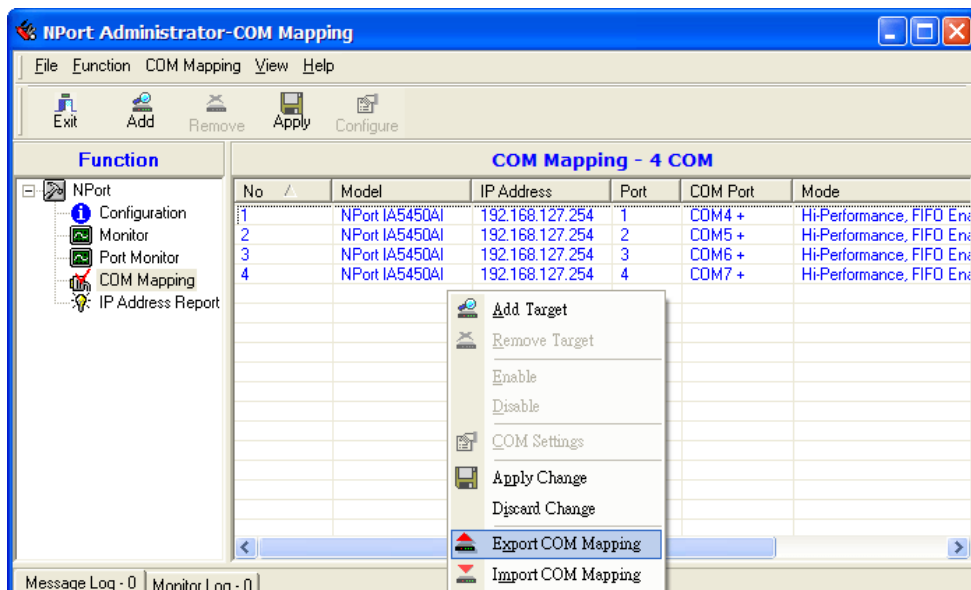 NPort Administrator-COM Mapping
File Function COM Mapping View Help
Exit Add Remove Apply Configure
Function
COM Mapping - 4 COM
NPort
Configuration
Monitor
Port Monitor
COM Mapping
IP Address Report
No Model IP Address Port COM Port Mode
1 NPort IA5450AI 192.168.127.254 1 COM4 + Hi-Performance, FIFO Ena
2 NPort IA5450AI 192.168.127.254 2 COM5 + Hi-Performance, FIFO Ena
3 NPort IA5450AI 192.168.127.254 3 COM6 + Hi-Performance, FIFO Ena
4 NPort IA5450AI 192.168.127.254 4 COM7 + Hi-Performance, FIFO Ena
Add Target
Remove Target
Enable
Disable
COM Settings
Apply Change
Discard Change
Export COM Mapping
Import COM Mapping
Message Log - 0 Monitor Log - 0